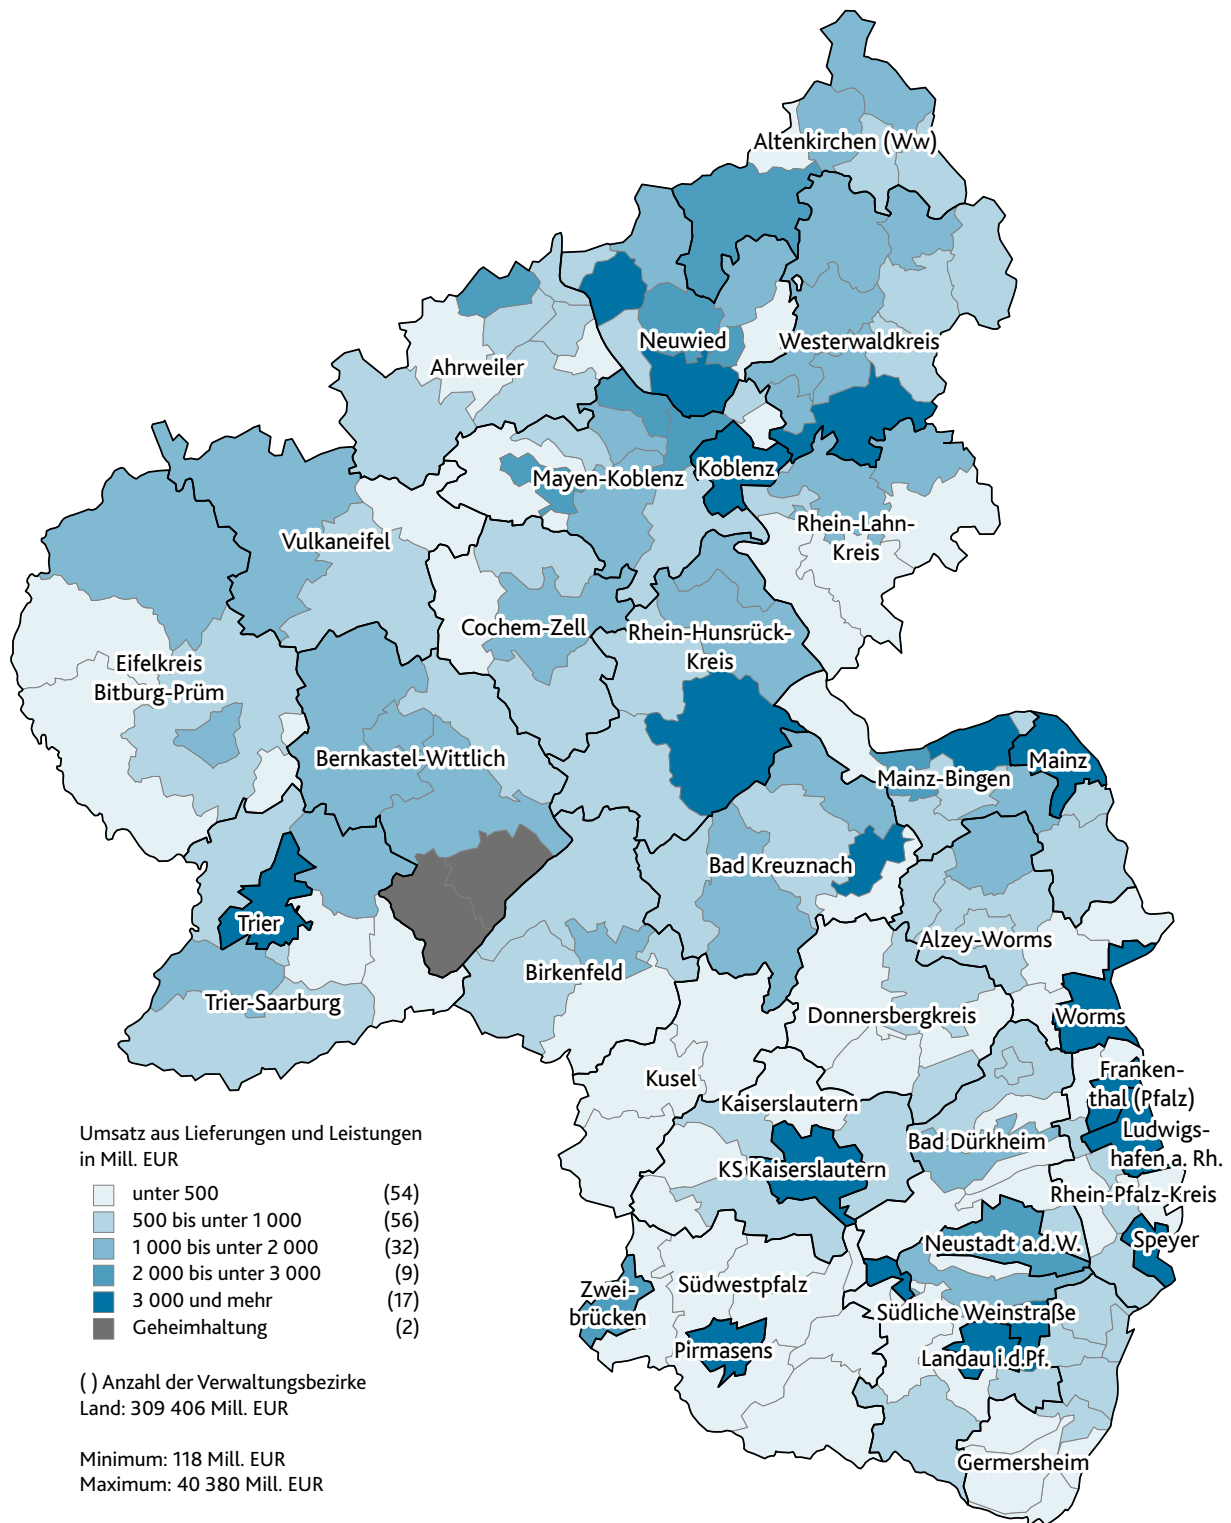 Altenkirchen (Ww)
Neuwied
Westerwaldkreis
Ahrweiler
Koblenz
Mayen-Koblenz
Rhein-Lahn-
Kreis
Vulkaneifel
Cochem-Zell
Rhein-Hunsrück-
Kreis
Eifelkreis
Bitburg-Prüm
Bernkastel-Wittlich
Mainz
Mainz-Bingen
Bad Kreuznach
Trier
Alzey-Worms
Birkenfeld
Trier-Saarburg
Donnersbergkreis
Worms
Kusel
Franken-
thal (Pfalz)
Kaiserslautern
Ludwigs-
hafen a. Rh.
Bad Dürkheim
KS Kaiserslautern
Rhein-Pfalz-Kreis
Neustadt a.d.W.
Speyer
Zwei-
brücken
Südwestpfalz
Südliche Weinstraße
Pirmasens
Landau i.d.Pf.
Germersheim
Umsatz aus Lieferungen und Leistungen
in Mill. EUR
unter 500 (54)
500 bis unter 1 000 (56)
1 000 bis unter 2 000 (32)
2 000 bis unter 3 000 (9)
3 000 und mehr (17)
Geheimhaltung (2)
( ) Anzahl der Verwaltungsbezirke
Land: 309 406 Mill. EUR
Minimum: 118 Mill. EUR
Maximum: 40 380 Mill. EUR